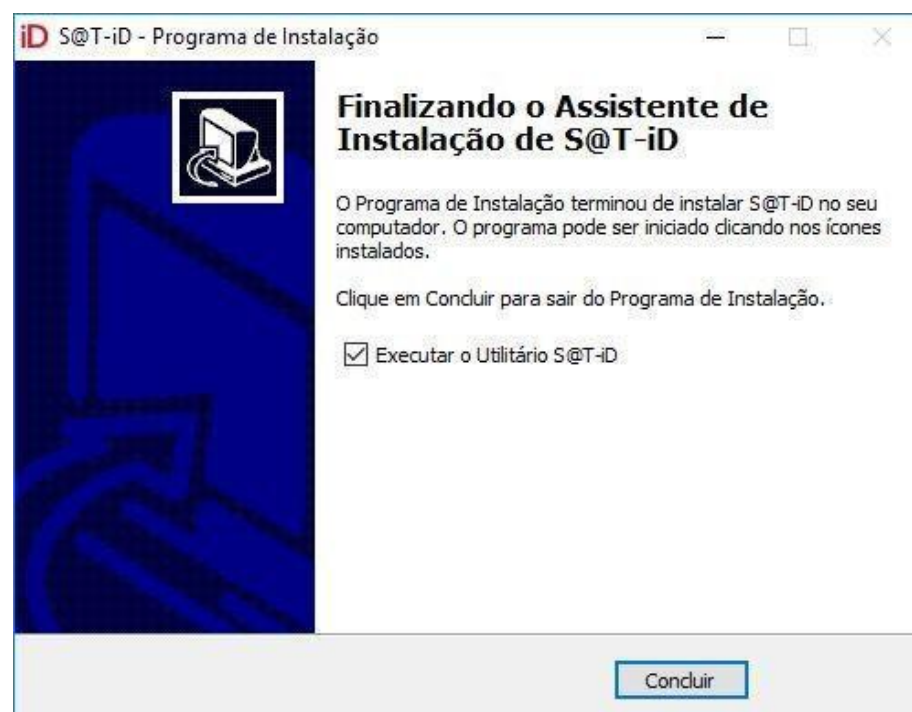 iD S@T-iD - Programa de Instalação
Finalizando o Assistente de
Instalação de S@T-iD
O Programa de Instalação terminou de instalar S@T-iD no seu
computador. O programa pode ser iniciado clicando nos ícones
instalados.
Clique em Concluir para sair do Programa de Instalação.
Executar o Utilitário S@T-iD
Concluir